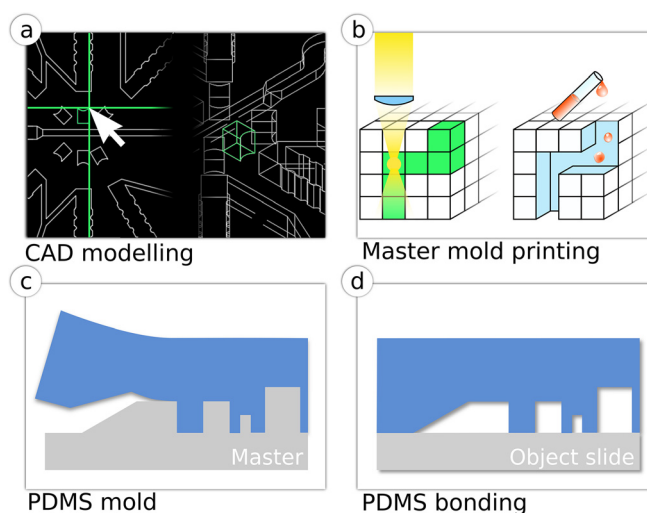 a
b
CAD modelling
Master mold printing
c
d
Master
Object slide
PDMS mold
PDMS bonding